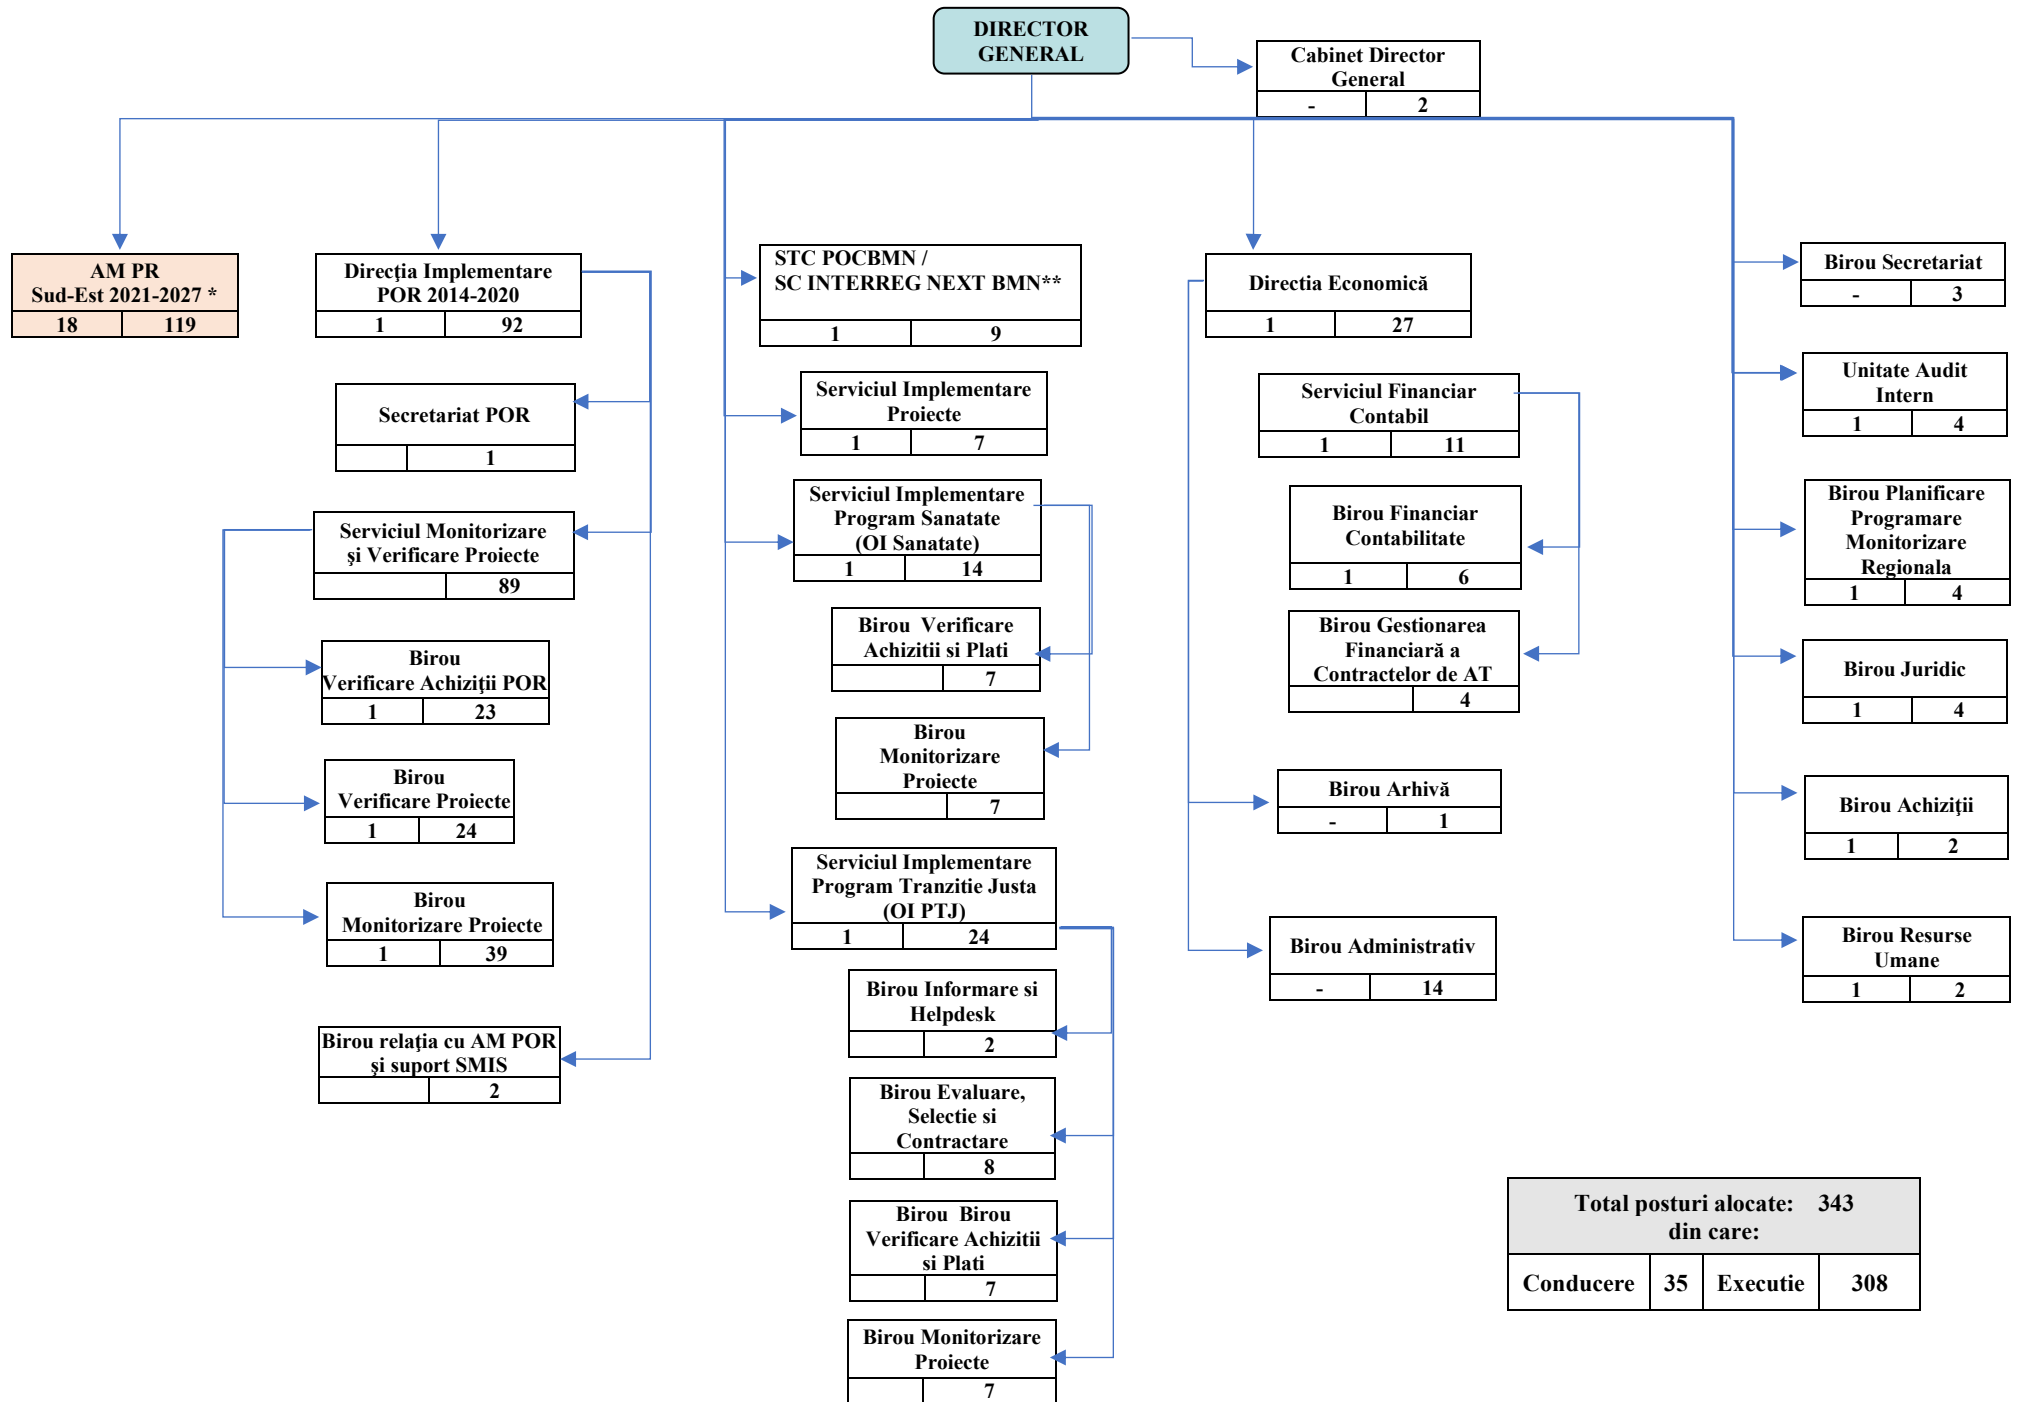 DIRECTOR
GENERAL
Cabinet Director
General
- 2
AM PR
Sud-Est 2021-2027 *
18 119
Direcţia Implementare
POR 2014-2020
1 92
Secretariat POR
1
Serviciul Monitorizare
şi Verificare Proiecte
89
Birou
Verificare Achiziţii POR
1 23
Birou
Verificare Proiecte
1 24
Birou
Monitorizare Proiecte
1 39
Birou relaţia cu AM POR
şi suport SMIS
2
STC POCBMN /
SC INTERREG NEXT BMN**
1 9
Serviciul Implementare
Proiecte
1 7
Serviciul Implementare
Program Sanatate
(OI Sanatate)
1 14
Birou Verificare
Achizitii si Plati
7
Birou
Monitorizare
Proiecte
7
Serviciul Implementare
Program Tranzitie Justa
(OI PTJ)
1 24
Birou Informare si
Helpdesk
2
Birou Evaluare,
Selectie si
Contractare
8
Birou Birou
Verificare Achizitii
si Plati
7
Birou Monitorizare
Proiecte
7
Directia Economică
1 27
Serviciul Financiar
Contabil
1 11
Birou Financiar
Contabilitate
1 6
Birou Gestionarea
Financiară a
Contractelor de AT
4
Birou Arhivă
- 1
Birou Administrativ
- 14
Birou Secretariat
- 3
Unitate Audit
Intern
1 4
Birou Planificare
Programare
Monitorizare
Regionala
1 4
Birou Juridic
1 4
Birou Achiziţii
1 2
Birou Resurse
Umane
1 2
Total posturi alocate: 343
din care:
Conducere 35 Executie 308